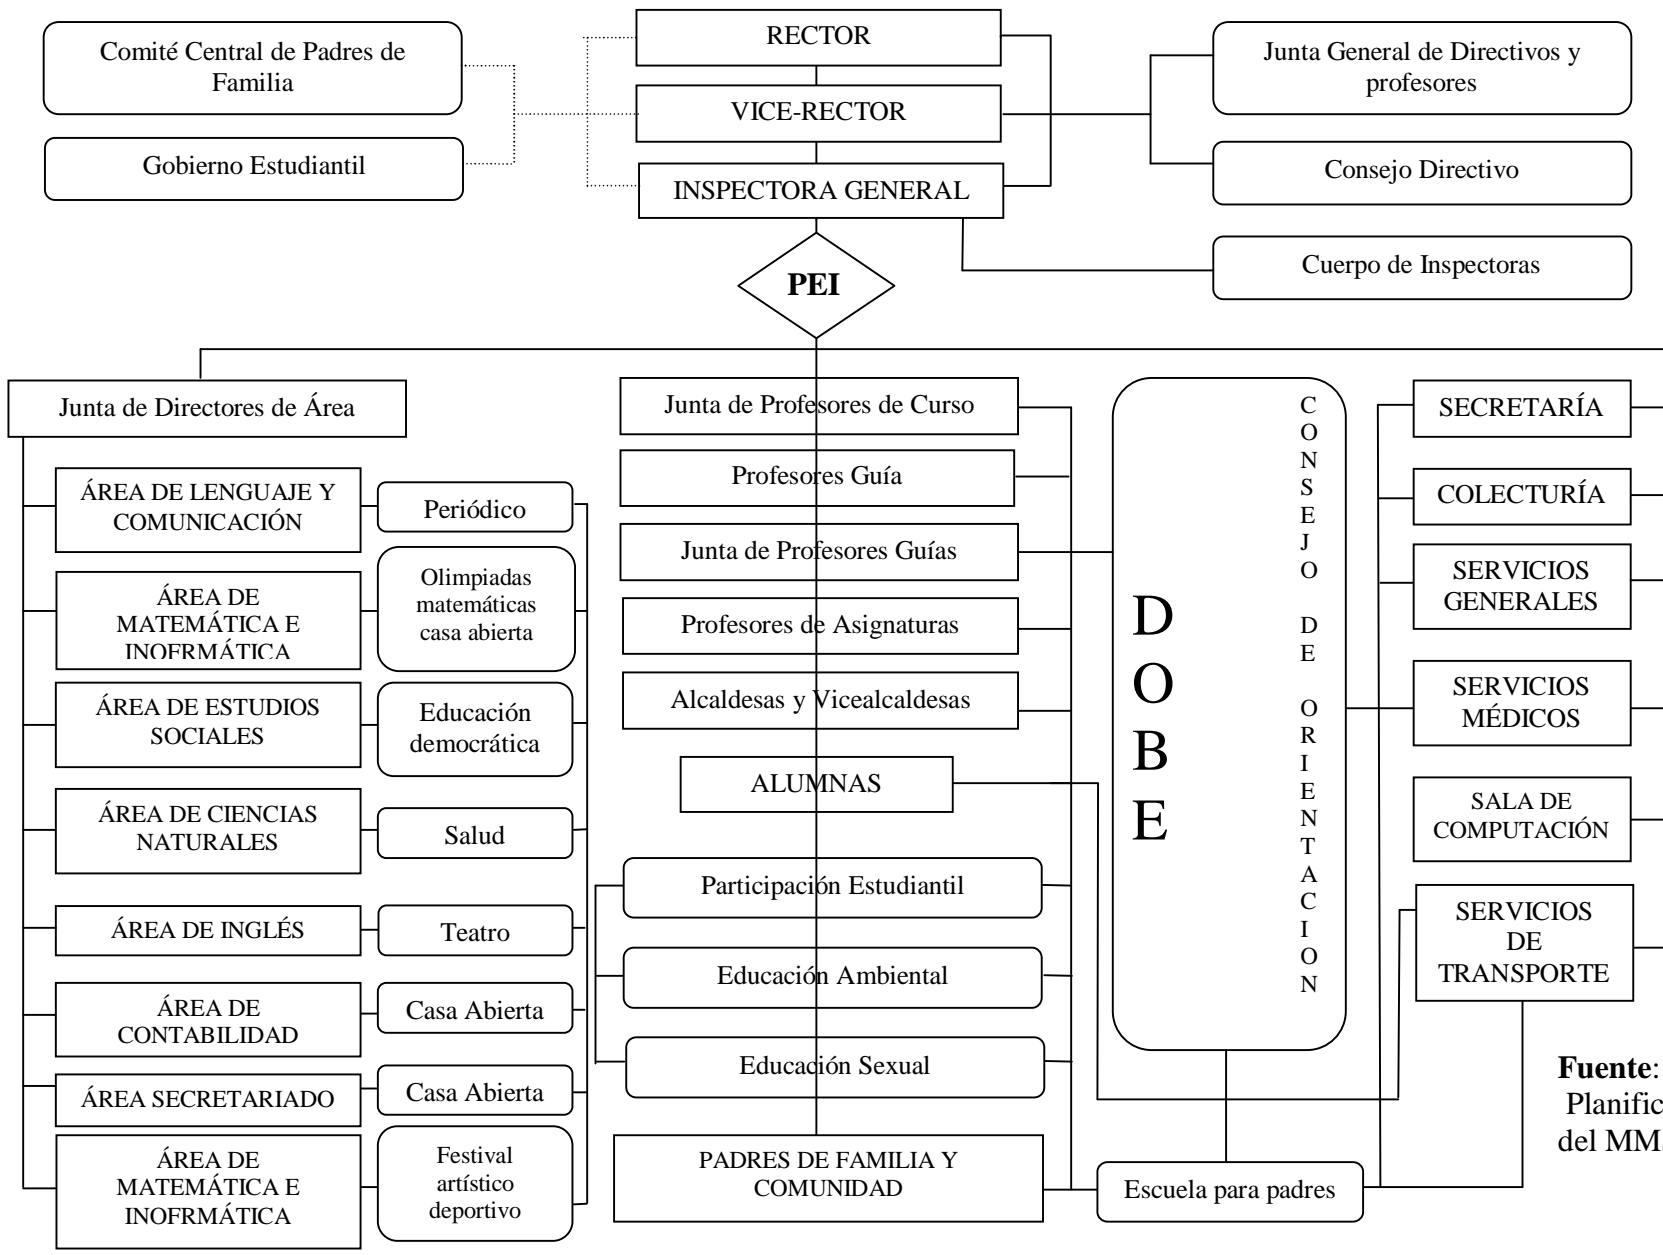 RECTOR
Comité Central de Padres de
Familia
Junta General de Directivos y
profesores
VICE-RECTOR
Gobierno Estudiantil
Consejo Directivo
INSPECTORA GENERAL
Cuerpo de Inspectoras
PEI
Junta de Directores de Área
ÁREA DE LENGUAJE Y
COMUNICACIÓN
Periódico
ÁREA DE
MATEMÁTICA E
INOFRMÁTICA
Olimpiadas
matemáticas
casa abierta
ÁREA DE ESTUDIOS
SOCIALES
Educación
democrática
ÁREA DE CIENCIAS
NATURALES
Salud
ÁREA DE INGLÉS
Teatro
ÁREA DE
CONTABILIDAD
Casa Abierta
ÁREA SECRETARIADO
Casa Abierta
ÁREA DE
MATEMÁTICA E
INOFRMÁTICA
Festival
artístico
deportivo
Junta de Profesores de Curso
Profesores Guía
Junta de Profesores Guías
Profesores de Asignaturas
Alcaldesas y Vicealcaldesas
ALUMNAS
Participación Estudiantil
Educación Ambiental
Educación Sexual
PADRES DE FAMILIA Y
COMUNIDAD
DOBE
CONSEJO DE ORIENTACION
Escuela para padres
SECRETARÍA
COLECTURÍA
SERVICIOS
GENERALES
SERVICIOS
MÉDICOS
SALA DE
COMPUTACIÓN
SERVICIOS
DE
TRANSPORTE
Fuente:
Planific
del MM